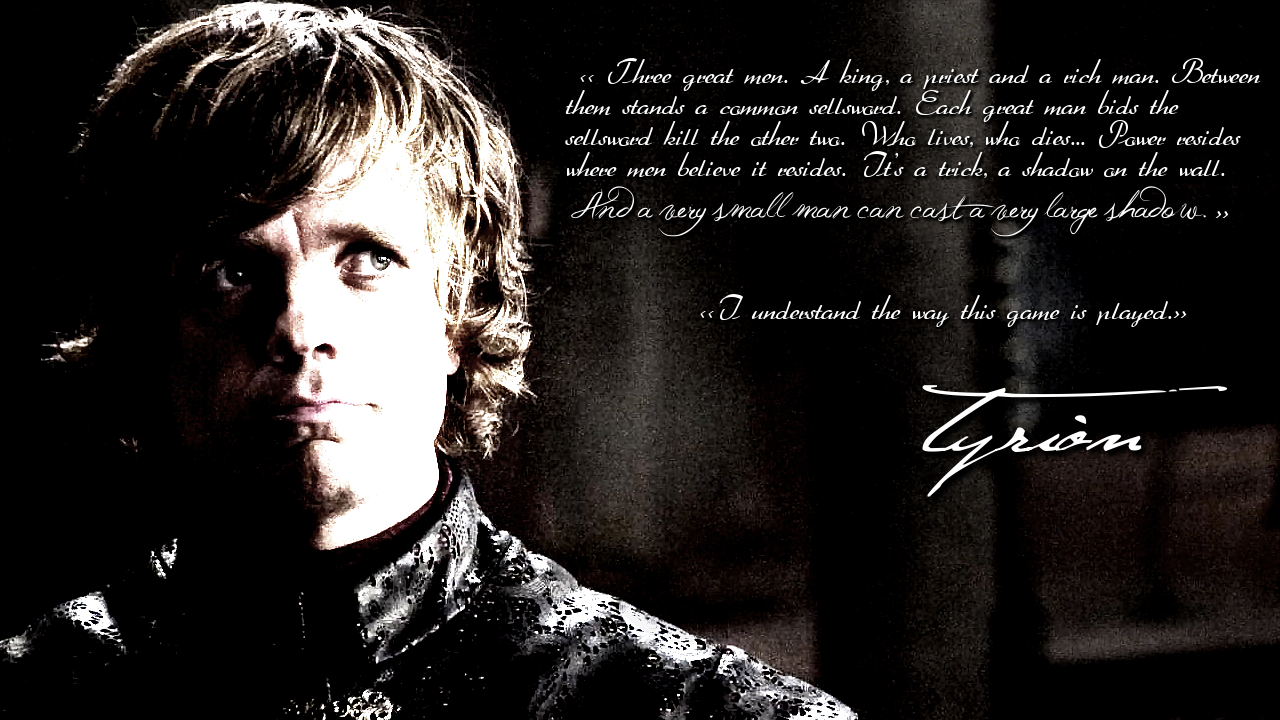 ‹‹ Three great men. A king, a priest and a rich man. Between
them stands a common sellsword. Each great man bids the
sellsword kill the other two. Who lives, who dies... Power resides
where men believe it resides. It's a trick, a shadow on the wall.
And a very small man can cast a very large shadow. ››
‹‹I understand the way this game is played.››
Tyrion